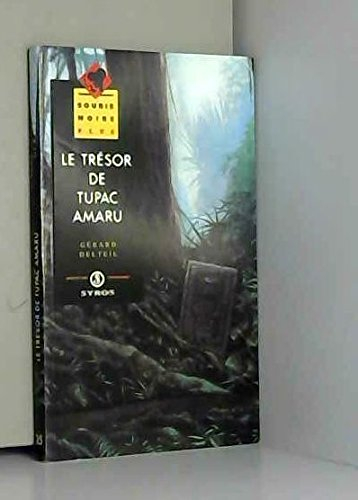 SOURIS
NOIRE
PLUS
LE TRÉSOR
DE
TUPAC
AMARU
GÉRARD
DELTEIL
SYROS
LE TRÉSOR DE TUPAC AMARU